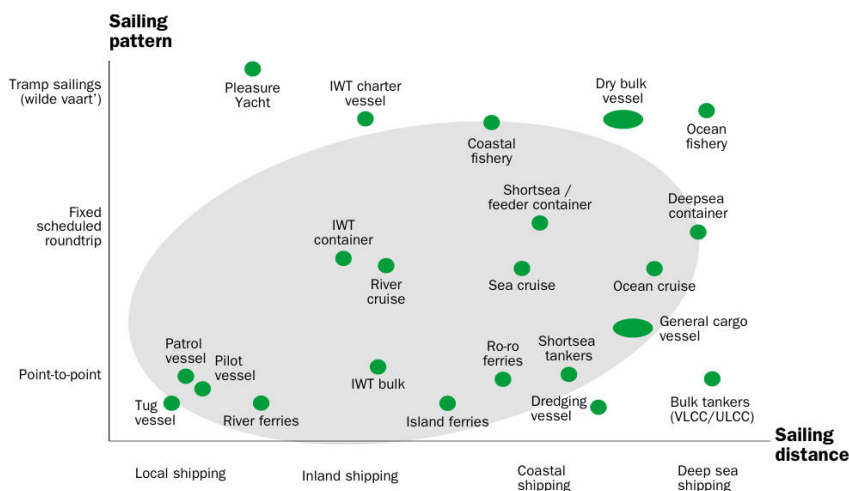 Sailing
pattern
Tramp sailings
(wilde vaart’)
Pleasure
Yacht
IWT charter
vessel
Dry bulk
vessel
Coastal
fishery
Ocean
fishery
Fixed
scheduled
roundtrip
IWT
container
River
cruise
Shortsea /
feeder container
Deepsea
container
Sea cruise
Ocean cruise
General cargo
vessel
Point-to-point
Patrol
vessel
Pilot
vessel
Tug
vessel
River ferries
IWT bulk
Island ferries
Ro-ro
ferries
Shortsea
tankers
Dredging
vessel
Bulk tankers
(VLCC/ULCC)
Sailing
distance
Local shipping
Inland shipping
Coastal
shipping
Deep sea
shipping